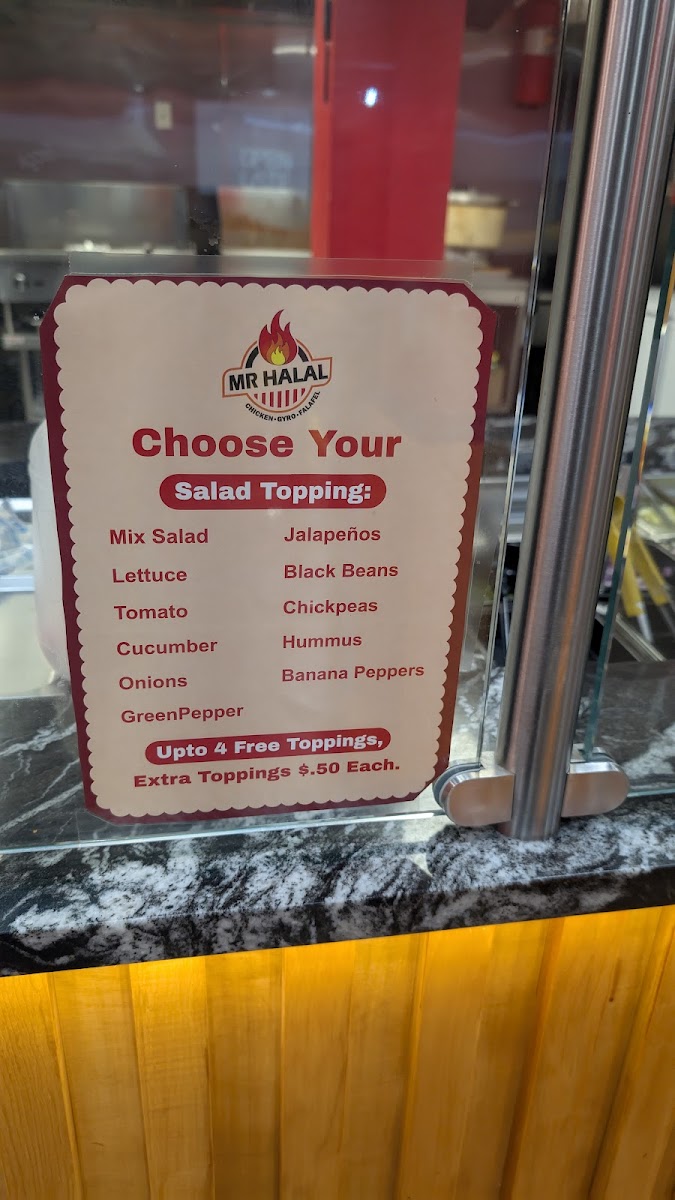 MR HALAL
CHICKEN·GYRO·FALAFEL
Choose Your
Salad Topping:
Mix Salad
Lettuce
Tomato
Cucumber
Onions
GreenPepper
Jalapeños
Black Beans
Chickpeas
Hummus
Banana Peppers
Upto 4 Free Toppings,
Extra Toppings $.50 Each.